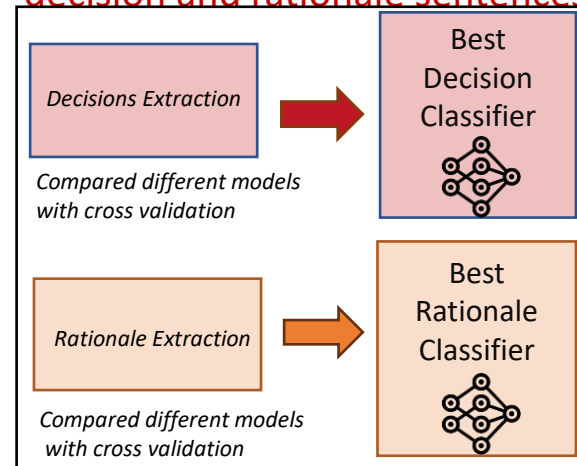 decision and rationale sentences
Decisions Extraction
Best
Decision
Classifier
Compared different models
with cross validation
Rationale Extraction
Best
Rationale
Classifier
Compared different models
with cross validation